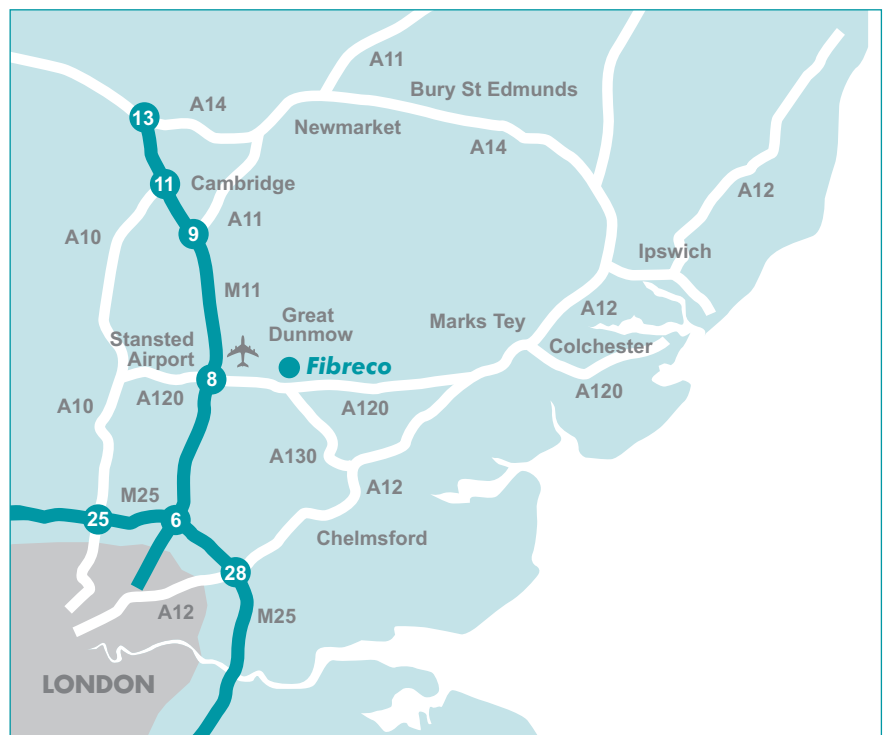 A11
Bury St Edmunds
A14
13
Newmarket
A14
11
Cambridge
A12
A11
9
A10
Ipswich
M11
A12
Great
Dunmow
Marks Tey
Stansted
Airport
Colchester
Fibreco
8
A120
A120
A120
A10
A130
A12
M25
25
6
Chelmsford
28
A12
M25
LONDON